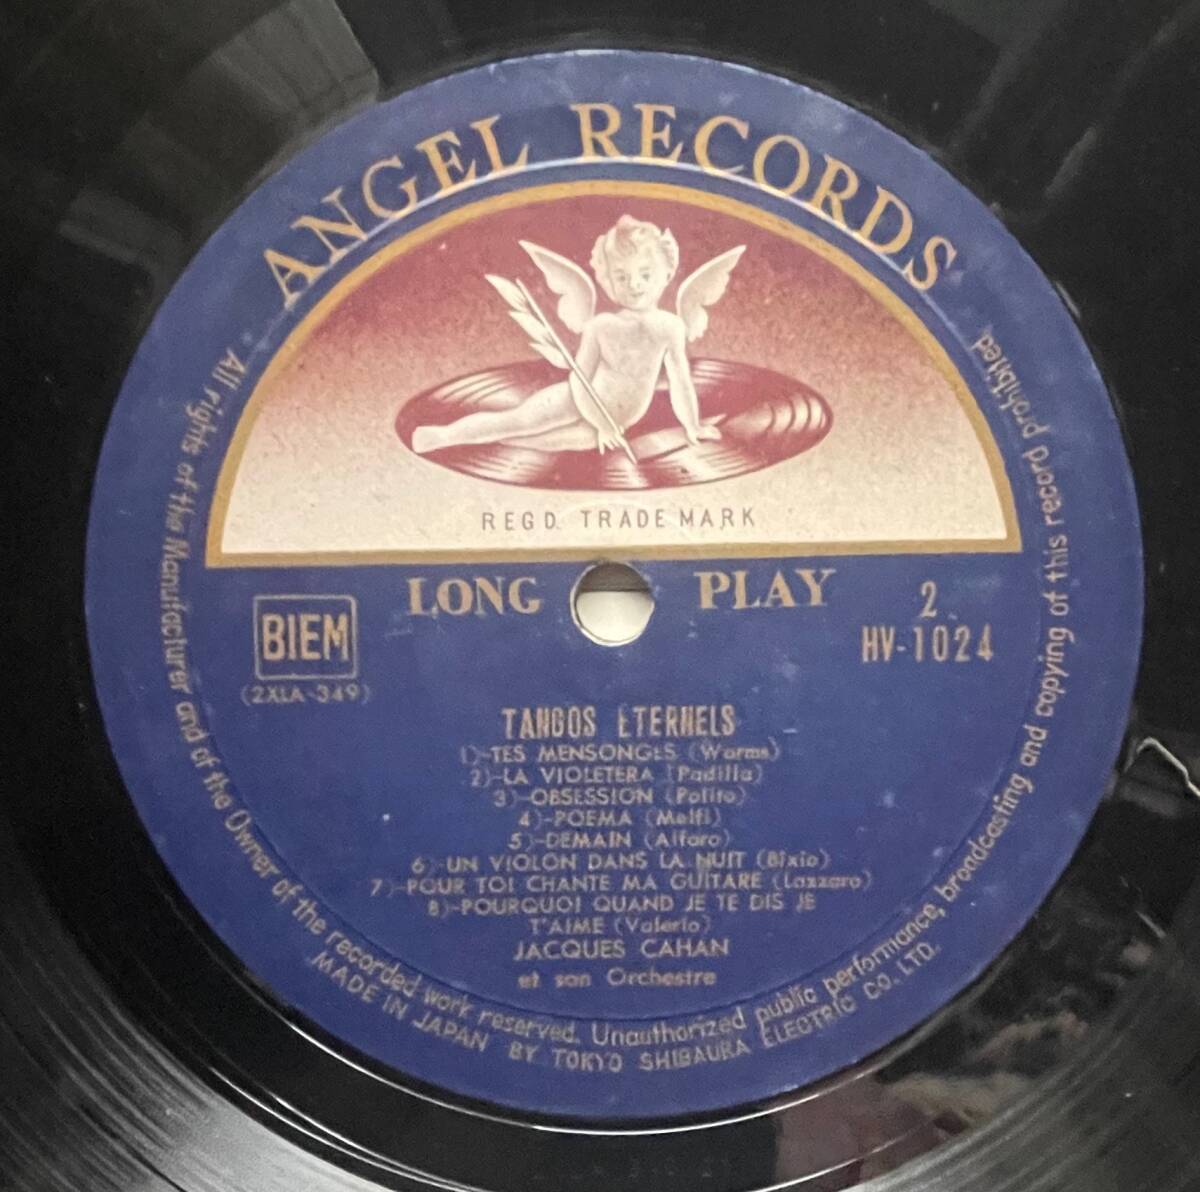 ANGEL RECORDS
REGD. TRADE MARK
LONG PLAY
BIEM
(2XLA-349)
2
HV-1024
TANGOS ETERNELS
1)-TES MENSONGES (Worms)
2)-LA VIOLETERA (Padilla)
3)-OBSESSION (Polito)
4)-POEMA (Melfi)
5)-DEMAIN (Alfaro)
6)-UN VIOLON DANS LA NUIT (Bixio)
7)-POUR TOI CHANTE MA GUITARE (Lazzaro)
8)-POURQUOI QUAND JE TE DIS JE
T'AIME (Valerio)
JACQUES CAHAN
et son Orchestre
All rights of the Manufacturer and of the Owner of the recorded work reserved. Unauthorized public performance, broadcasting and copying of this record prohibited.
MADE IN JAPAN BY TOKYO SHIBAURA ELECTRIC CO. LTD.